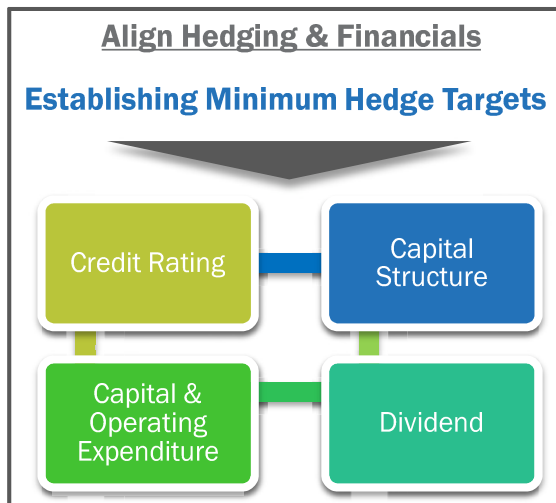 Align Hedging & Financials
Establishing Minimum Hedge Targets
Credit Rating
Capital
Structure
Capital &
Operating
Expenditure
Dividend